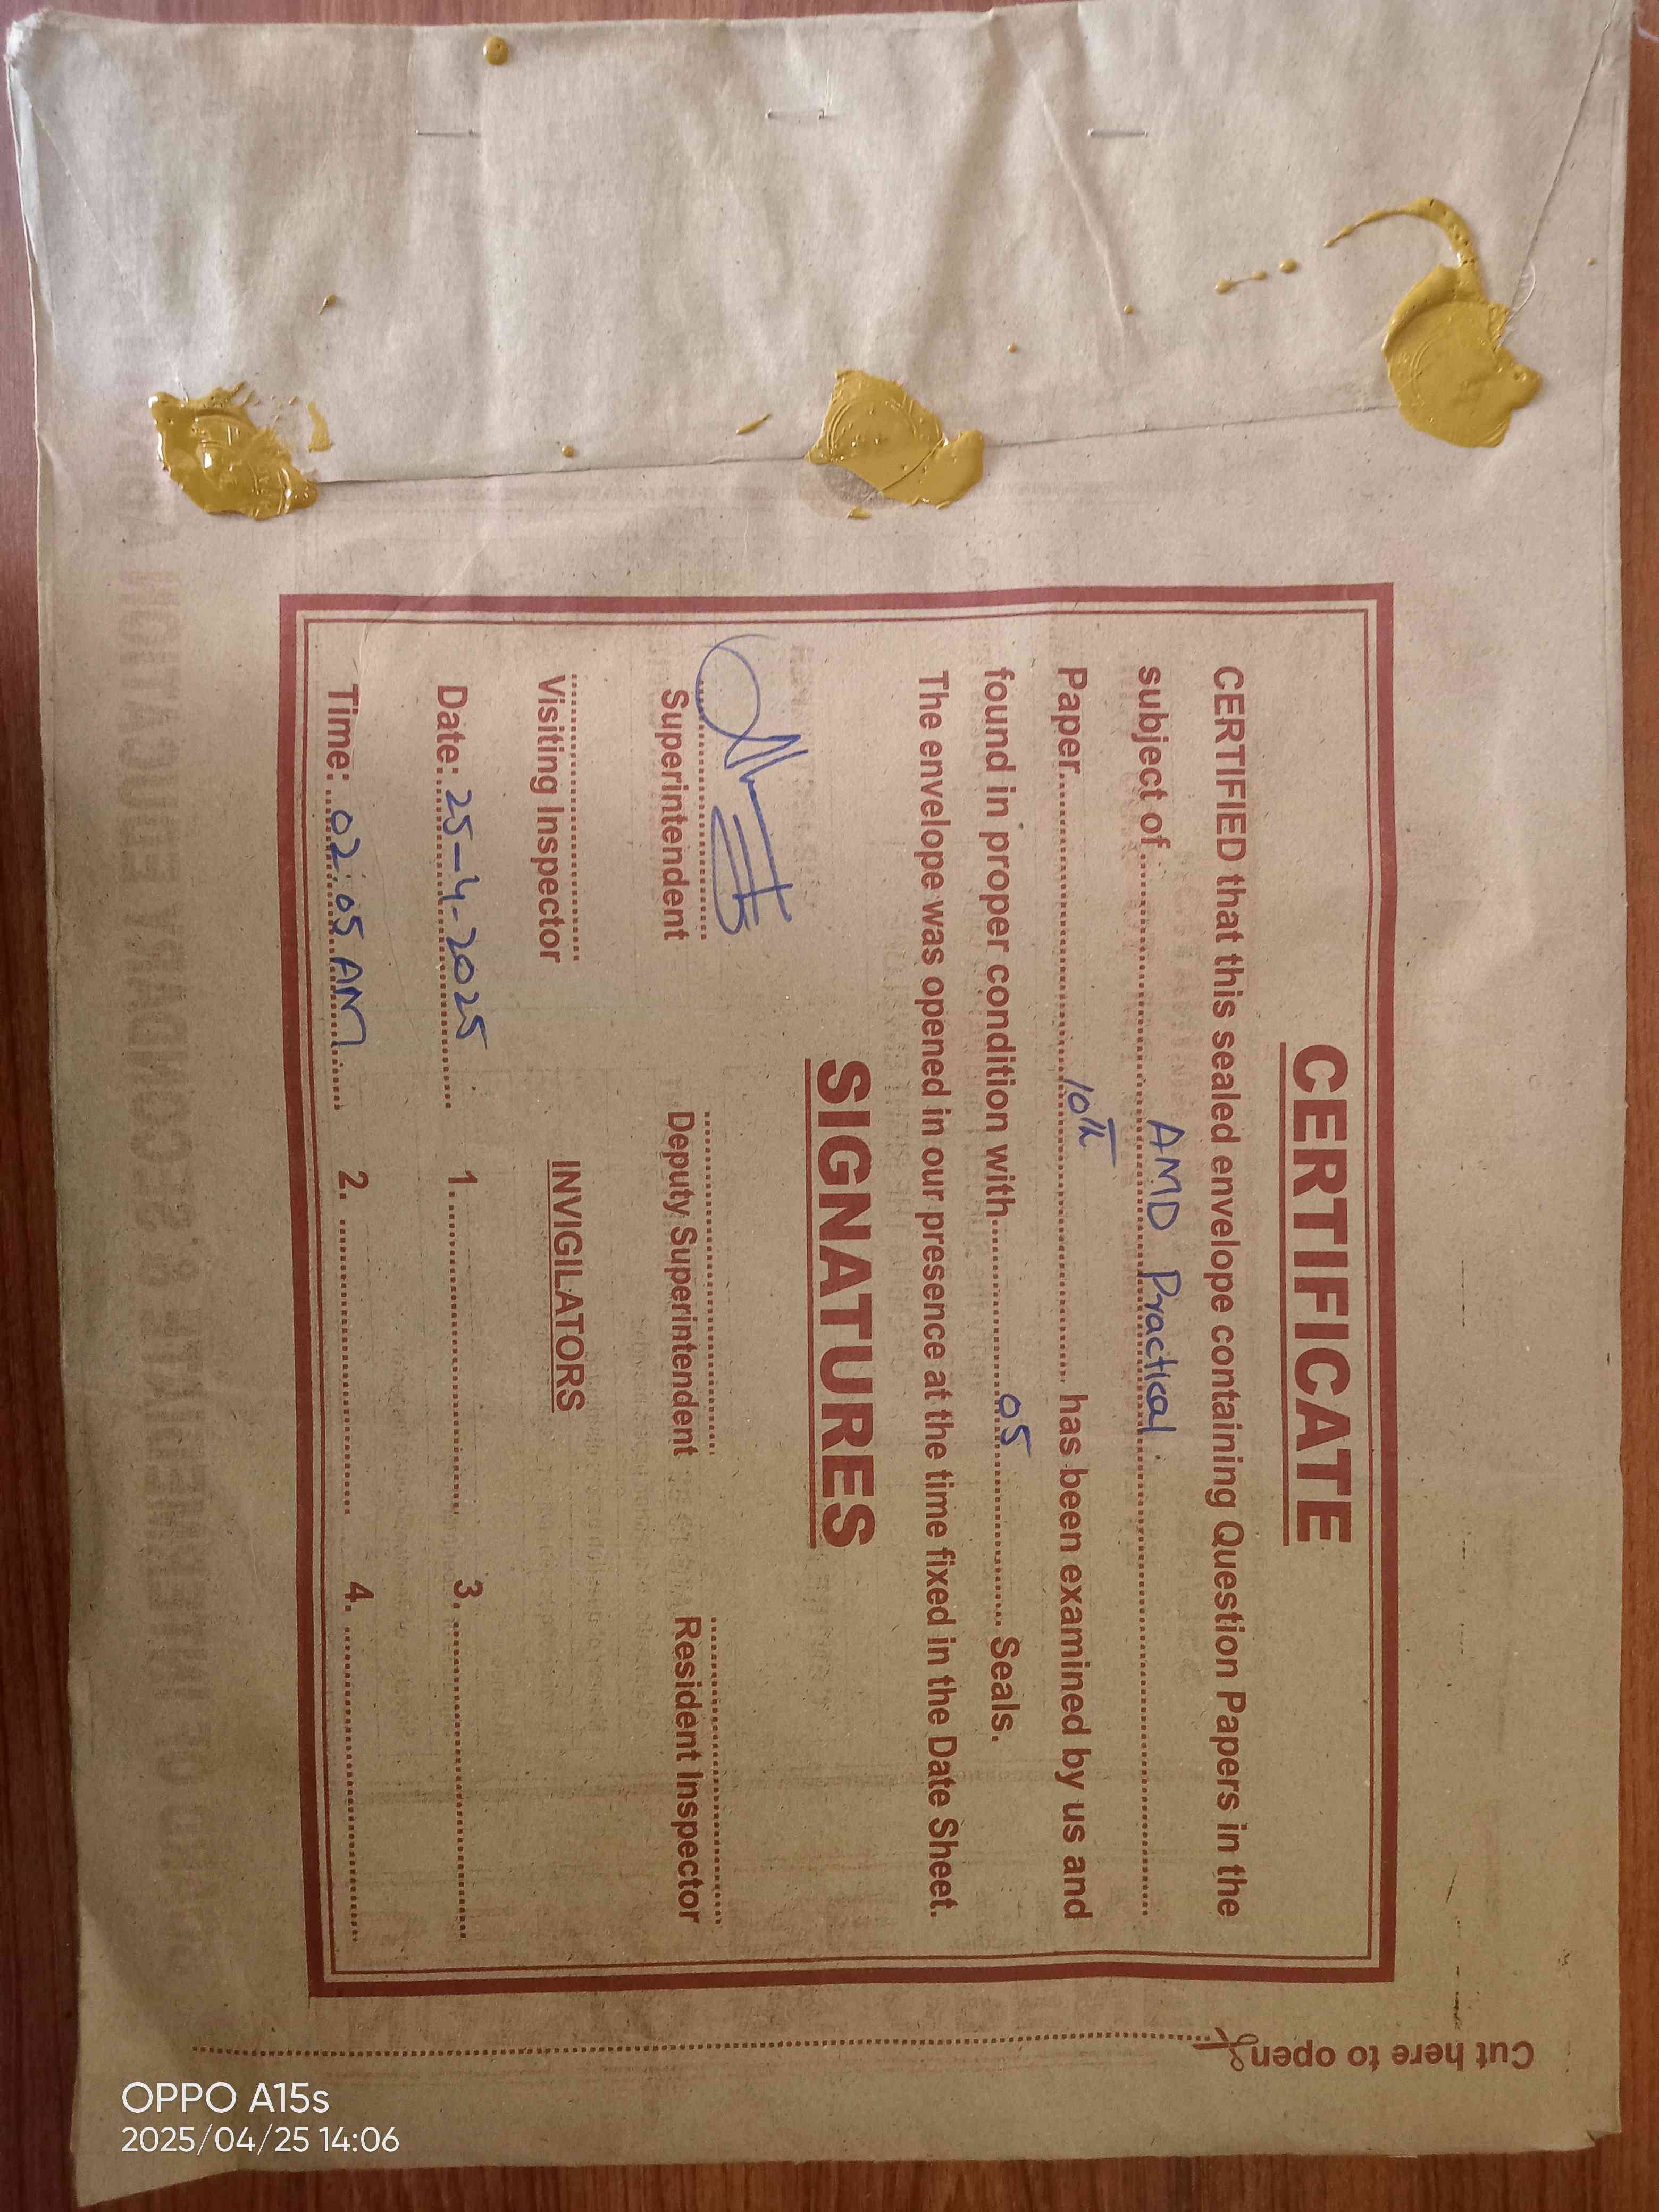 CERTIFICATE
CERTIFIED that this sealed envelope containing Question Papers in the
subject of AMD Practical
Paper 10th has been examined by us and
found in proper condition with 05 Seals.
The envelope was opened in our presence at the time fixed in the Date Sheet.
SIGNATURES
Superintendent Deputy Superintendent Resident Inspector
Visiting Inspector INVIGILATORS
Date: 25-4-2025 1. 3.
Time: 02:05 AM 2. 4.
Cut here to open
OPPO A15s
2025/04/25 14:06